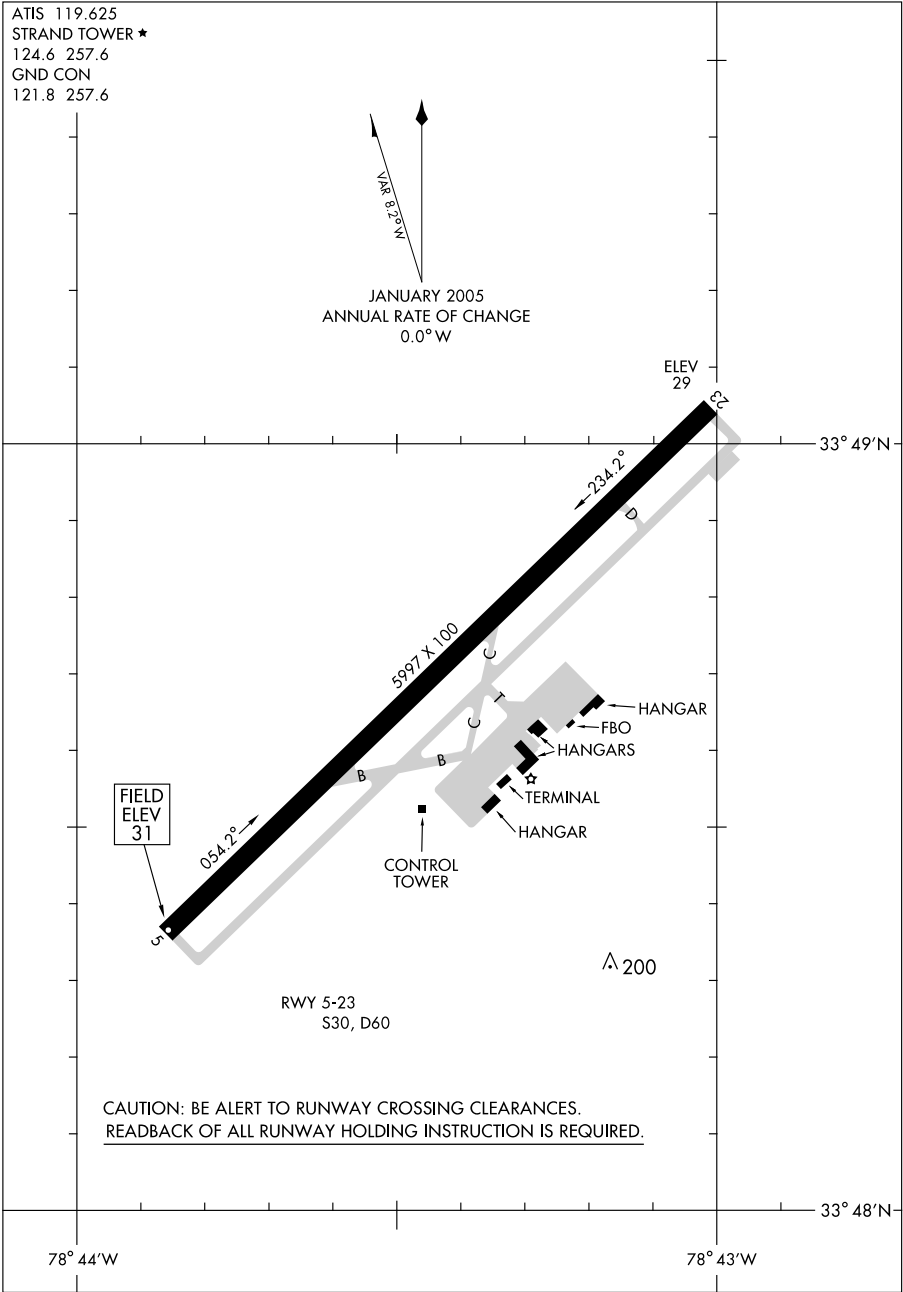 ATIS 119.625
STRAND TOWER ★
124.6 257.6
GND CON
121.8 257.6
VAR 8.2° W
JANUARY 2005
ANNUAL RATE OF CHANGE
0.0° W
ELEV
29
23
33° 49'N
234.2°
D
5997 X 100
C
T
C
HANGAR
FBO
HANGARS
B
B
TERMINAL
HANGAR
FIELD
ELEV
31
054.2°
CONTROL
TOWER
5
200
RWY 5-23
S30, D60
CAUTION: BE ALERT TO RUNWAY CROSSING CLEARANCES.
READBACK OF ALL RUNWAY HOLDING INSTRUCTION IS REQUIRED.
33° 48'N
78° 44'W
78° 43'W